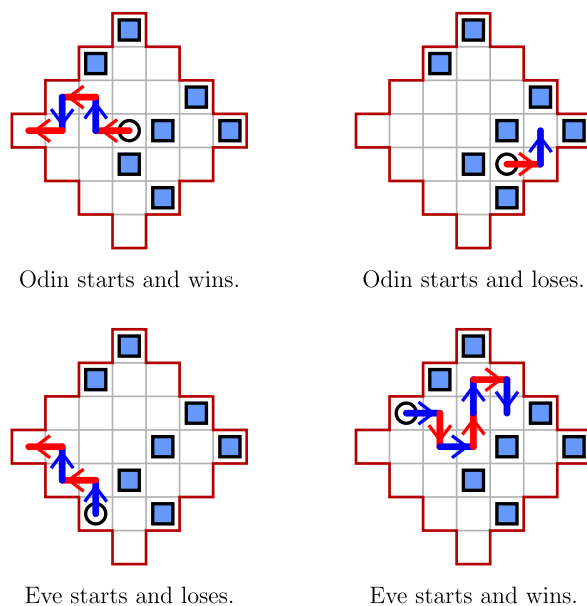 Odin starts and wins.
Odin starts and loses.
Eve starts and loses.
Eve starts and wins.